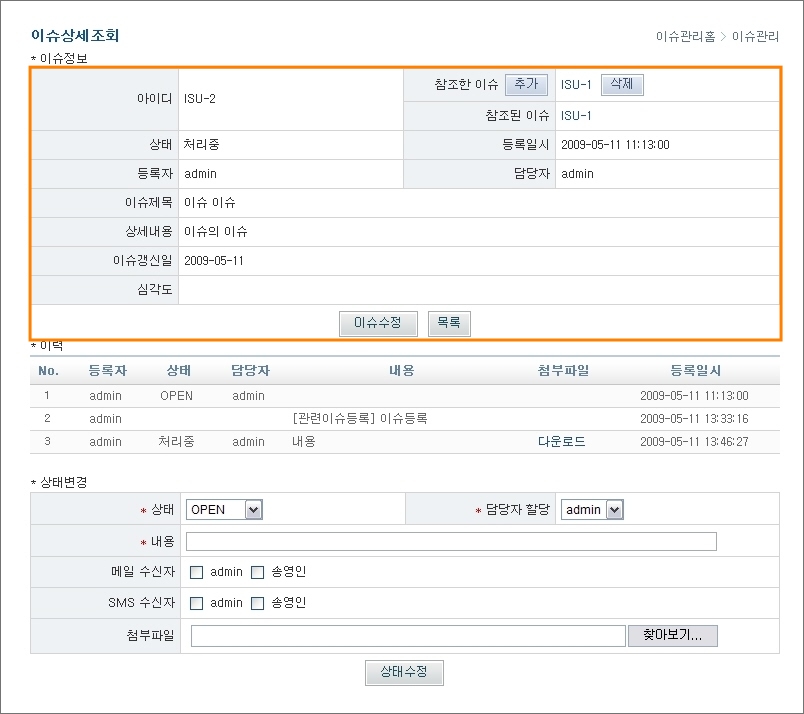 이슈상세조회
이슈관리홈 > 이슈관리
* 이슈정보
아이디 ISU-2 참조한 이슈 추가 ISU-1 삭제
참조된 이슈 ISU-1
상태 처리중 등록일시 2009-05-11 11:13:00
등록자 admin 담당자 admin
이슈제목 이슈 이슈
상세내용 이슈의 이슈
이슈갱신일 2009-05-11
심각도
이슈수정 목록
* 이력
No. 등록자 상태 담당자 내용 첨부파일 등록일시
1 admin OPEN admin 2009-05-11 11:13:00
2 admin [관련이슈등록] 이슈등록 2009-05-11 13:33:16
3 admin 처리중 admin 내용 다운로드 2009-05-11 13:46:27
* 상태변경
* 상태 OPEN * 담당자 할당 admin
* 내용
메일 수신자 admin 송영인
SMS 수신자 admin 송영인
첨부파일 찾아보기...
상태수정